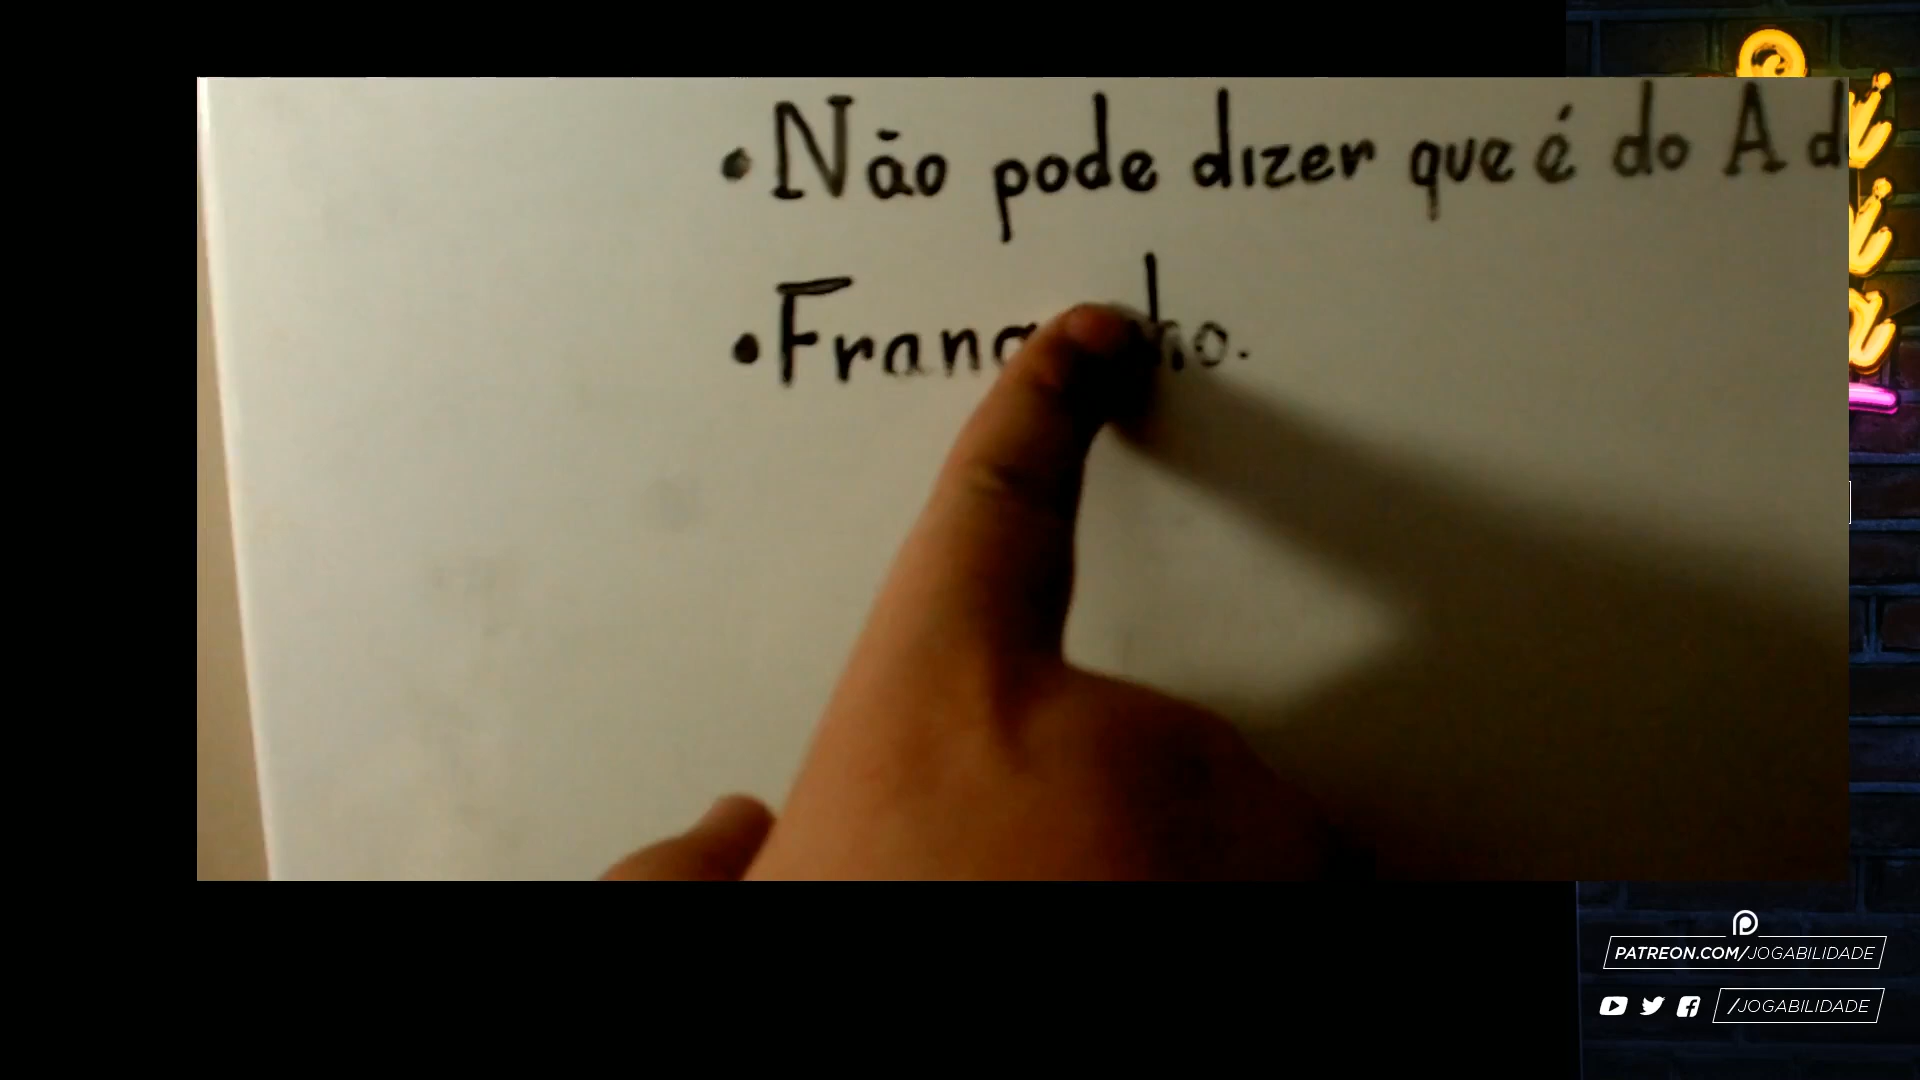 • Não pode dizer que é do A
PATREON.COM/JOGABILIDADE
/JOGABILIDADE